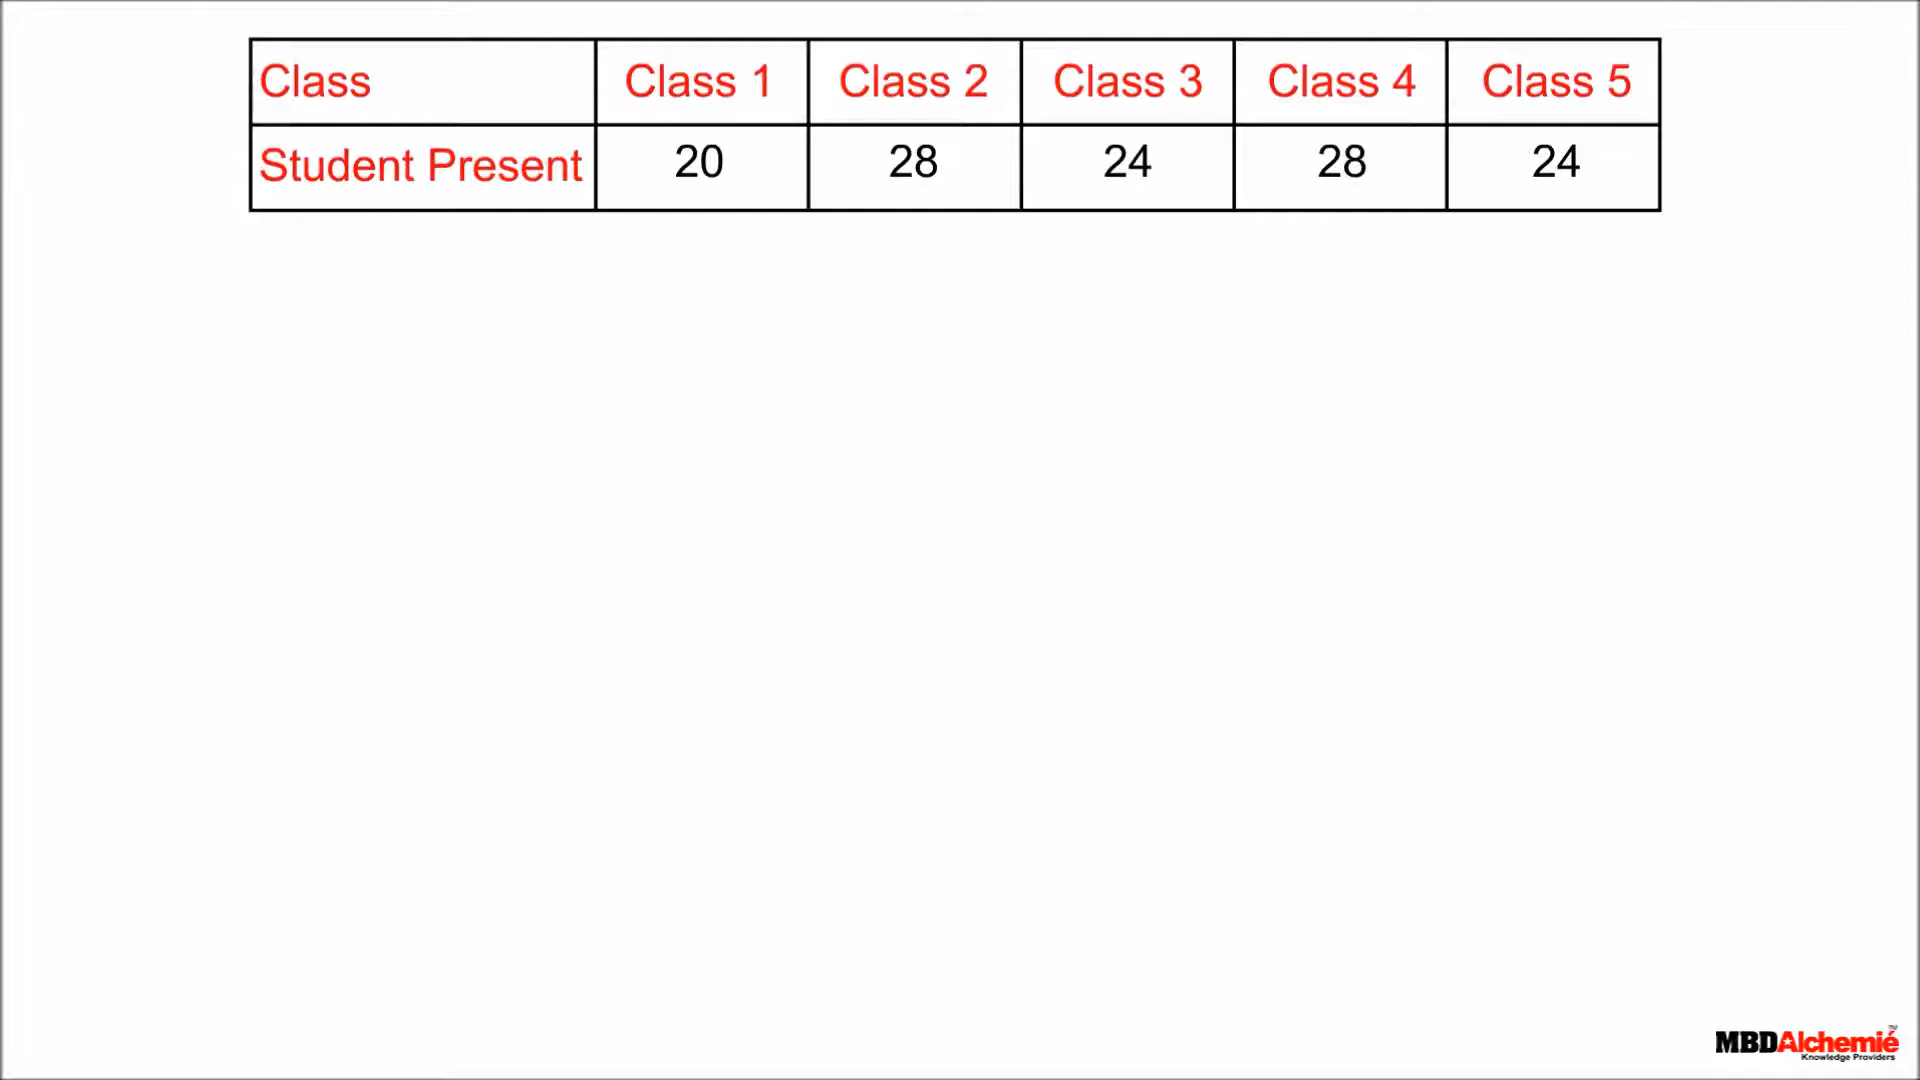 Class Class 1 Class 2 Class 3 Class 4 Class 5
Student Present 20 28 24 28 24
MBDAlchemié™
Knowledge Providers